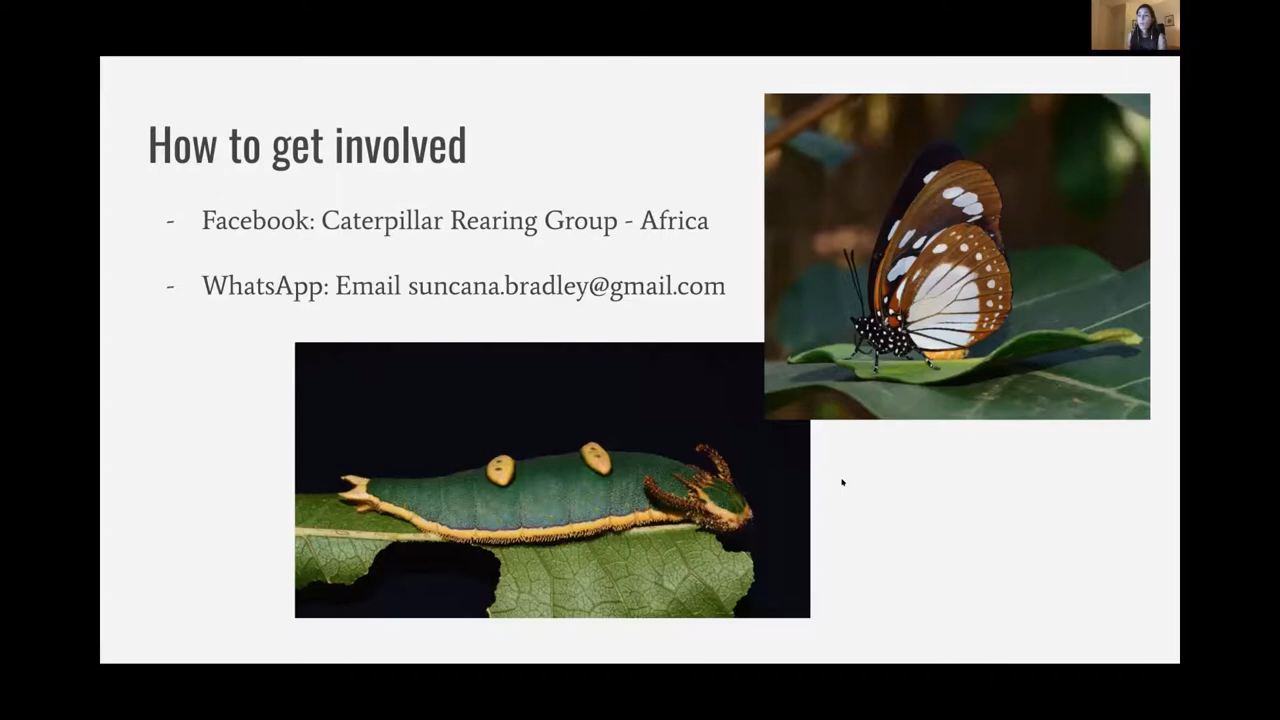 How to get involved
- Facebook: Caterpillar Rearing Group - Africa
- WhatsApp: Email suncana.bradley@gmail.com